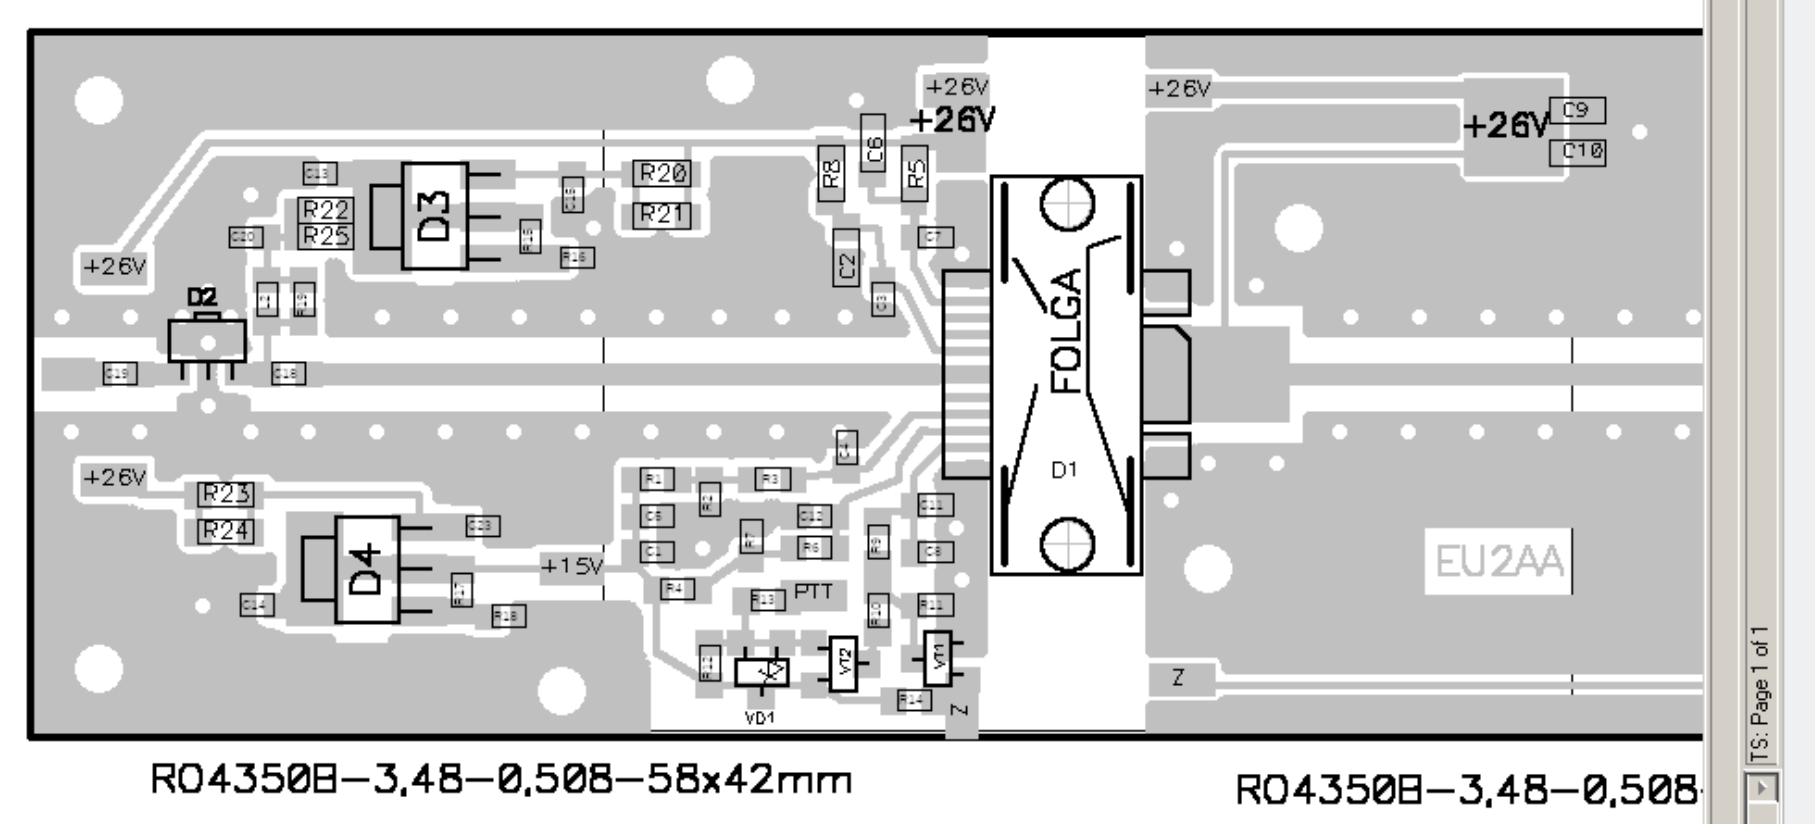 +26V
+26V
+26V
+26V
C9
C10
C6
R8
R5
C13
R20
R22
D3
R21
R25
C20
R15
R16
C7
C2
C3
+26V
D2
L2
R19
FOLGA
C19
C18
D1
+26V
R23
R24
D4
C23
C4
R1
R3
R2
C5
C12
C11
R7
R6
R9
C8
C1
+15V
R4
R17
C14
R18
R13
PTT
R10
R11
EU2AA
R12
VT2
VT1
Z
R14
Z
VD1
RO4350B-3,48-0,508-58x42mm
RO4350B-3,48-0,508-
TS: Page 1 of 1